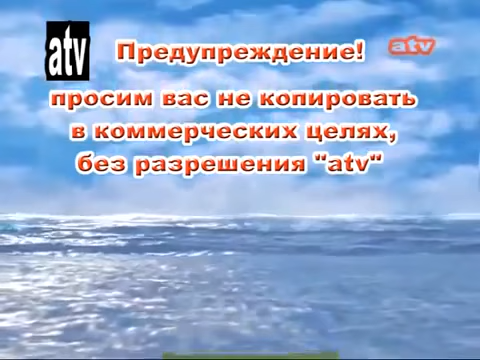 atv
Предупреждение!
atv
просим вас не копировать
в коммерческих целях,
без разрешения "atv"